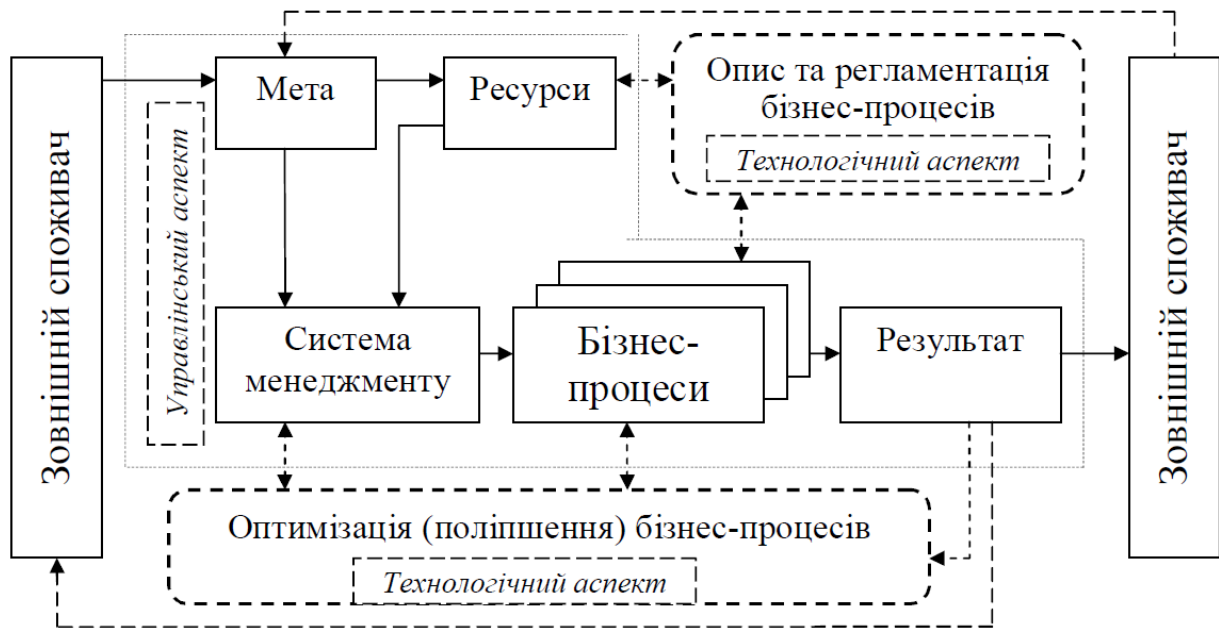 Зовнішній споживач
Управлінський аспект
Мета
Ресурси
Опис та регламентація
бізнес-процесів
Технологічний аспект
Система
менеджменту
Бізнес-
процеси
Результат
Зовнішній споживач
Оптимізація (поліпшення) бізнес-процесів
Технологічний аспект